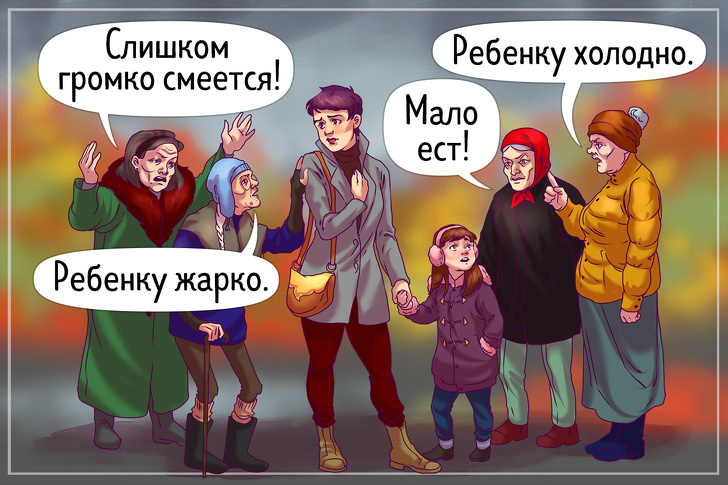 Слишком
громко смеется!
Ребенку холодно.
Мало
ест!
Ребенку жарко.